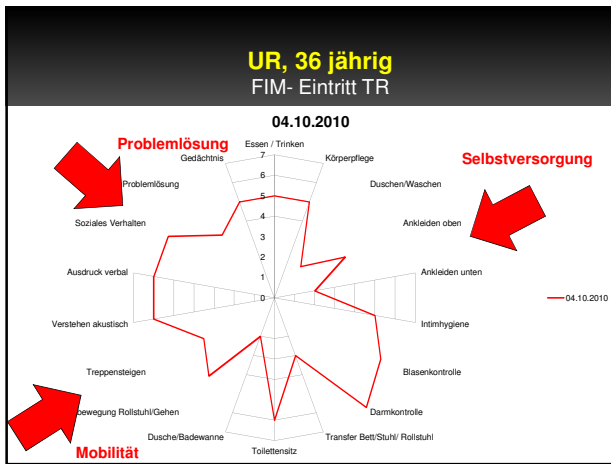 UR, 36 jährig
FIM- Eintritt TR
04.10.2010
Problemlösung
Selbstversorgung
Mobilität
Essen / Trinken
Körperpflege
Duschen/Waschen
Ankleiden oben
Ankleiden unten
Intimhygiene
Blasenkontrolle
Darmkontrolle
Transfer Bett/Stuhl/ Rollstuhl
Toilettensitz
Dusche/Badewanne
bewegung Rollstuhl/Gehen
Treppensteigen
Verstehen akustisch
Ausdruck verbal
Soziales Verhalten
Problemlösung
Gedächtnis
7
6
5
4
3
2
1
0
04.10.2010